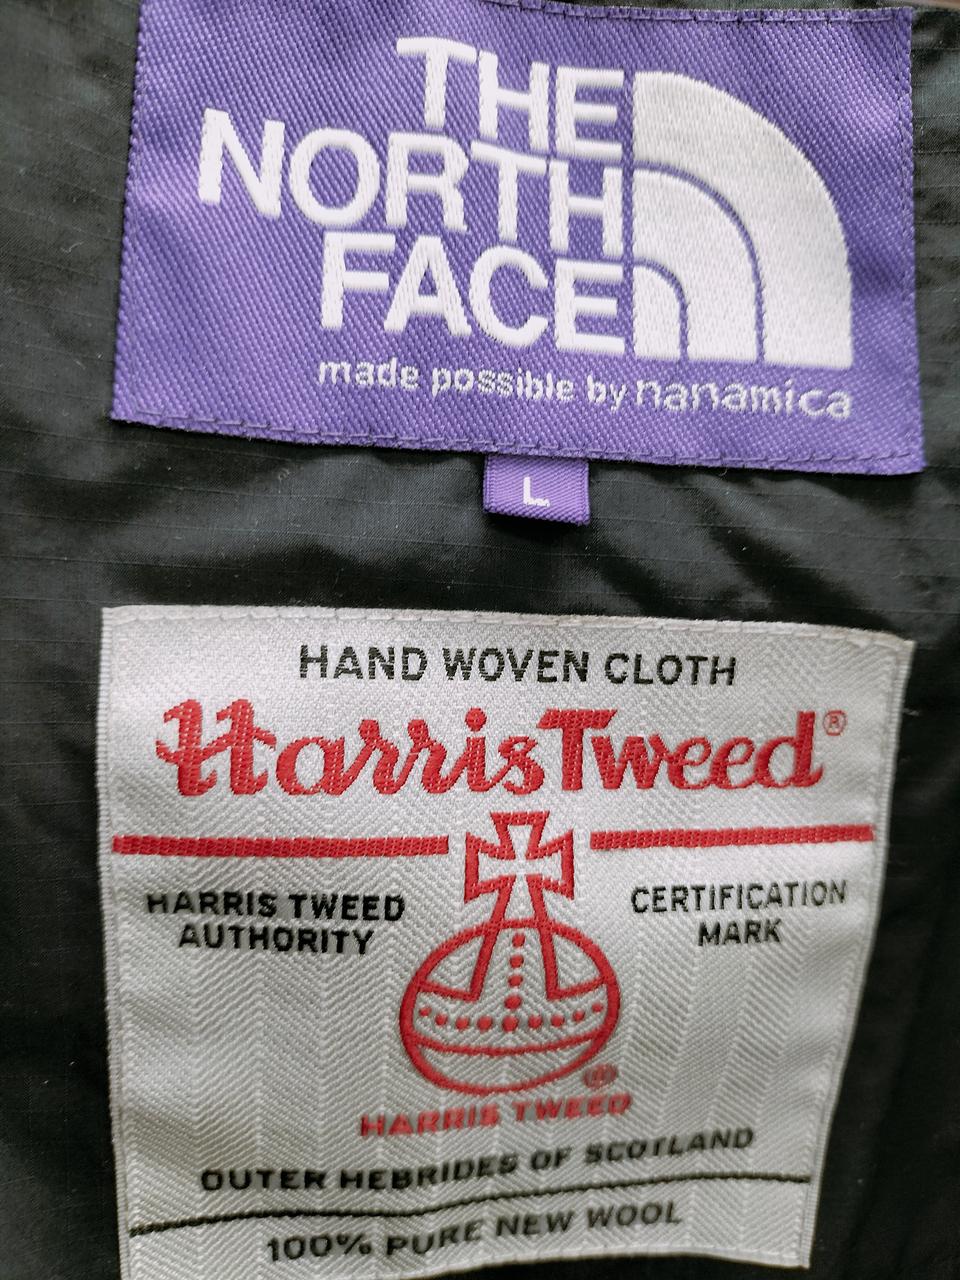 THE
NORTH
FACE
made possible by nanamica
L
HAND WOVEN CLOTH
Harris Tweed®
HARRIS TWEED
AUTHORITY
CERTIFICATION
MARK
®
HARRIS TWEED
OUTER HEBRIDES OF SCOTLAND
100% PURE NEW WOOL